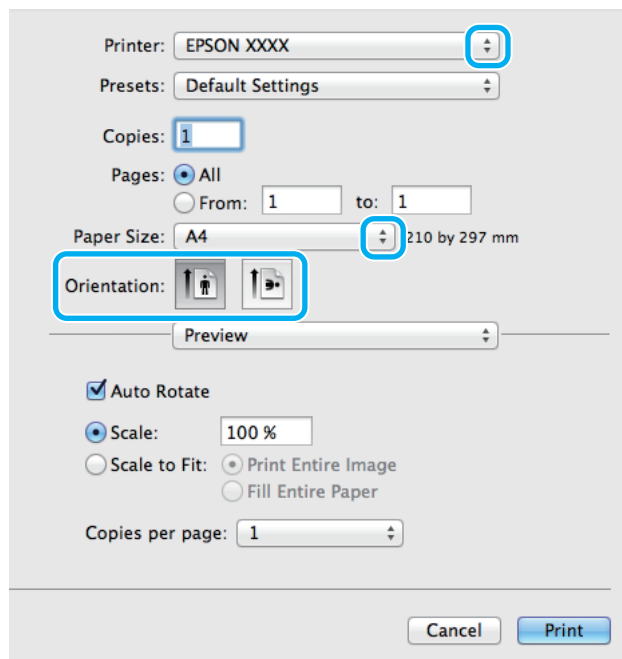 Printer: EPSON XXXX
Presets: Default Settings
Copies: 1
Pages: All
From: 1 to: 1
Paper Size: A4 210 by 297 mm
Orientation:
Preview
Auto Rotate
Scale: 100 %
Scale to Fit: Print Entire Image
Fill Entire Paper
Copies per page: 1
Cancel Print